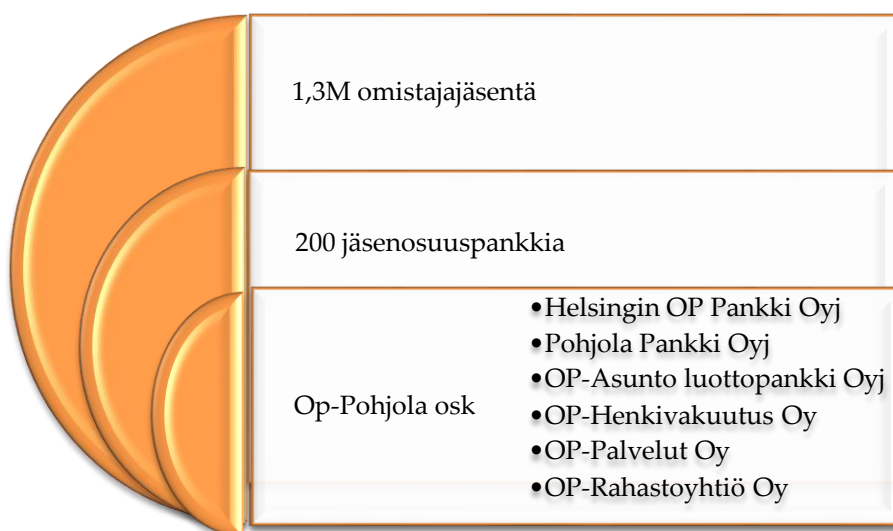 1,3M omistajajäsentä
200 jäsenosuuspankkia
Op-Pohjola osk
•Helsingin OP Pankki Oyj
•Pohjola Pankki Oyj
•OP-Asunto luottopankki Oyj
•OP-Henkivakuutus Oy
•OP-Palvelut Oy
•OP-Rahastoyhtiö Oy